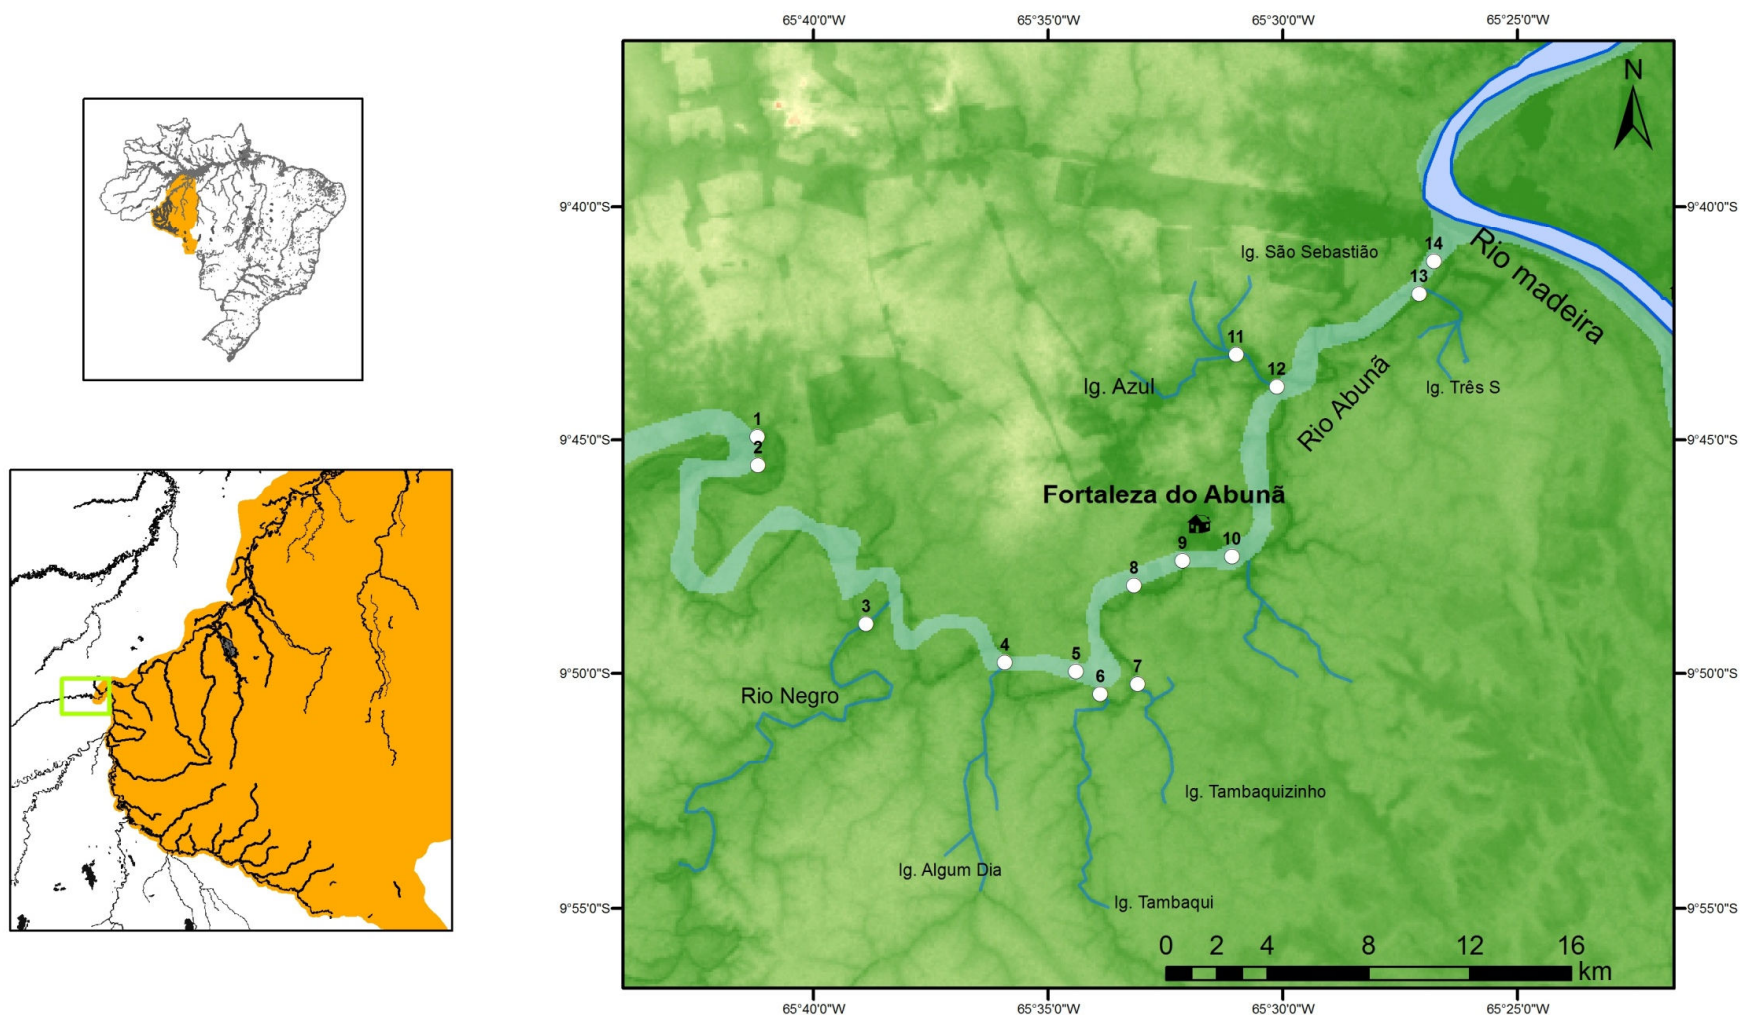 65°40'0"W
65°35'0"W
65°30'0"W
65°25'0"W
N
9°40'0"S
9°40'0"S
14
Ig. São Sebastião
13
Rio madeira
11
12
Ig. Azul
Rio Abunã
Ig. Três S
1
9°45'0"S
9°45'0"S
2
Fortaleza do Abunã
10
9
8
3
4
5
7
6
9°50'0"S
9°50'0"S
Rio Negro
Ig. Tambaquizinho
Ig. Algum Dia
Ig. Tambaqui
9°55'0"S
9°55'0"S
0 2 4 8 12 16
km
65°40'0"W
65°35'0"W
65°30'0"W
65°25'0"W